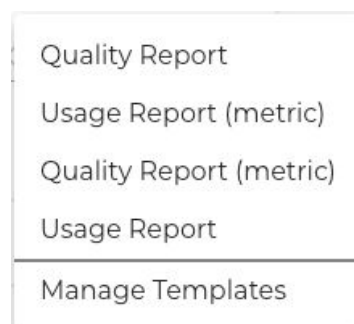 Quality Report
Usage Report (metric)
Quality Report (metric)
Usage Report
Manage Templates